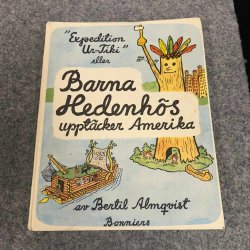 "Expedition
Ur-Tiki"
eller
Barna
Hedenhös
upptäcker Amerika
av Bertil Almqvist
Bonniers